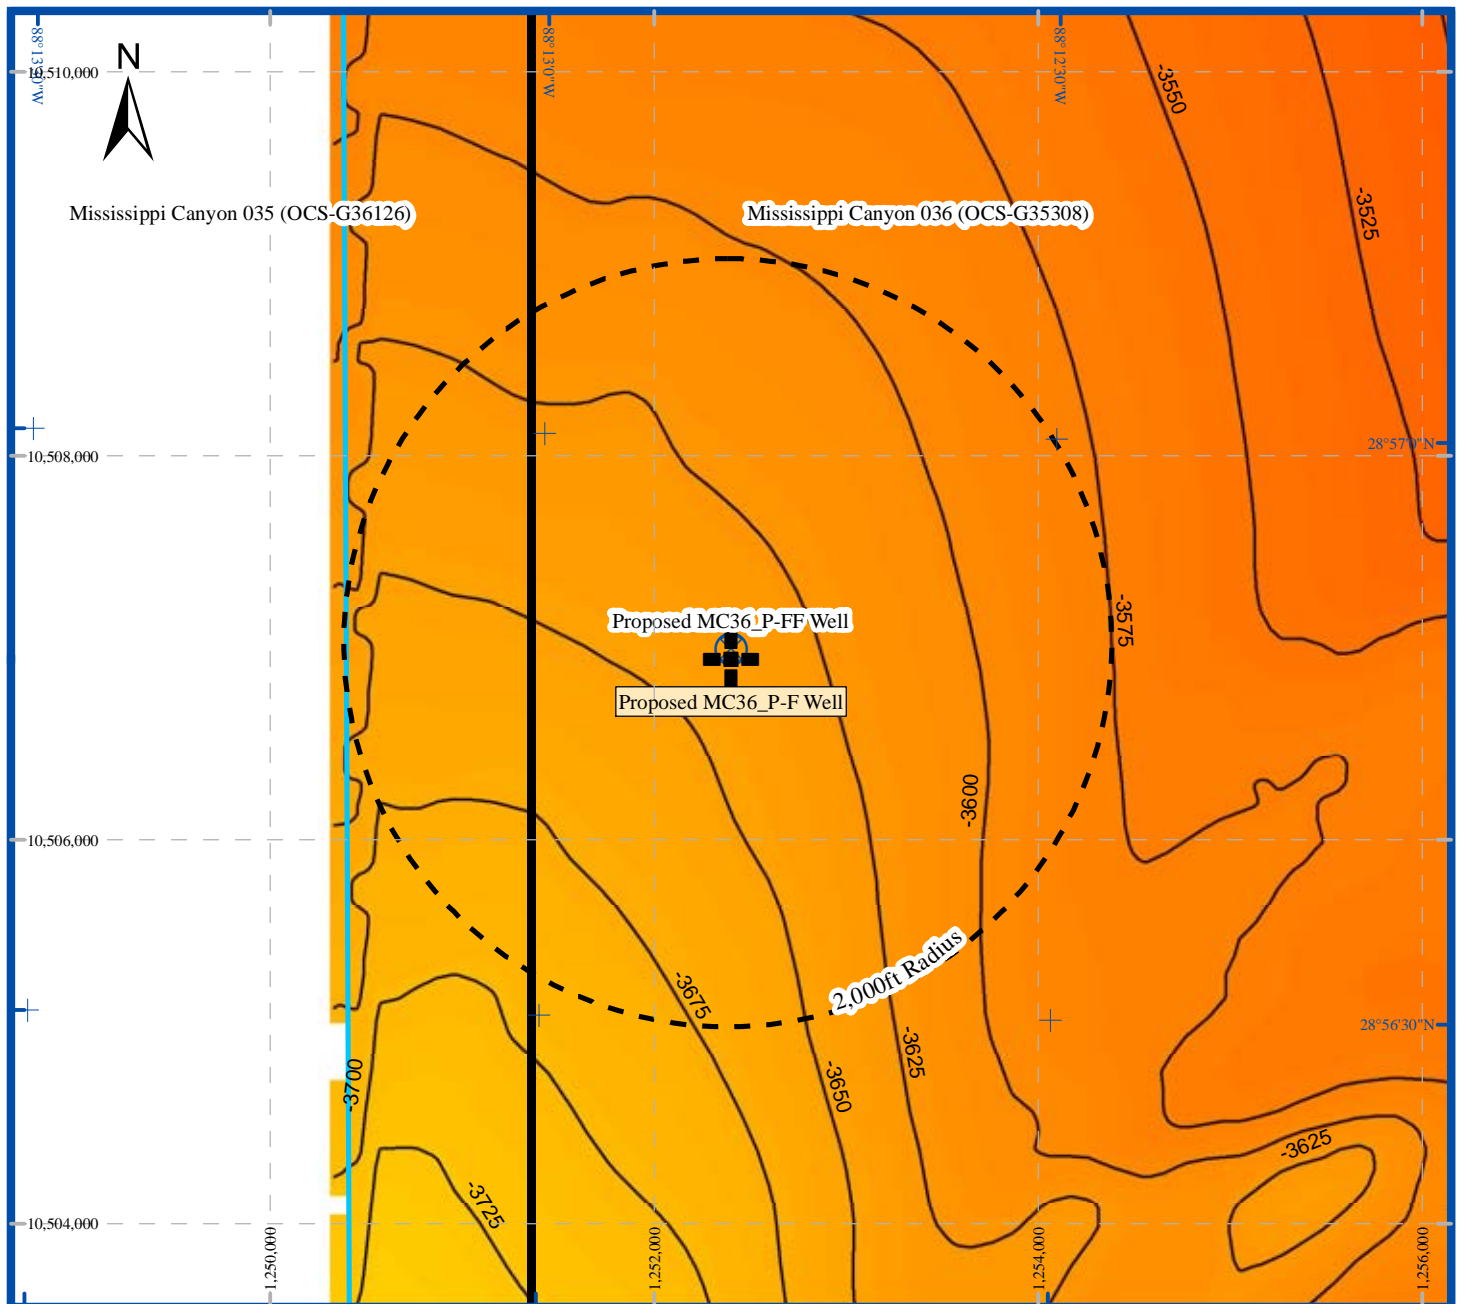 88°13'0"W
88°12'30"W
N
10,510,000
-3550
Mississippi Canyon 035 (OCS-G36126)
Mississippi Canyon 036 (OCS-G35308)
-3525
28°57'0"N
10,508,000
Proposed MC36_P-FF Well
-3575
Proposed MC36_P-F Well
-3600
10,506,000
2,000ft Radius
-3675
28°56'30"N
-3625
-3700
-3650
-3625
-3725
10,504,000
1,250,000
1,252,000
1,254,000
1,256,000